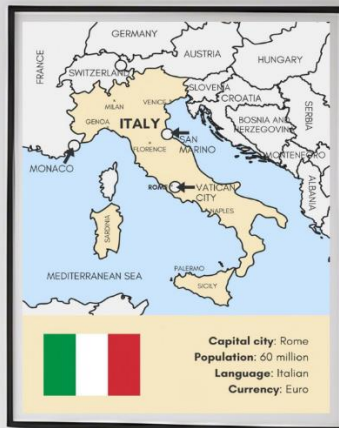 GERMANY
FRANCE
AUSTRIA
HUNGARY
SWITZERLAND
SLOVENIA
CROATIA
MILAN
VENICE
GENOA
ITALY
BOSNIA AND
HERZEGOVINA
SERBIA
SAN
MARINO
FLORENCE
MONACO
MONTENEGRO
ROME
VATICAN
CITY
ALBANIA
NAPLES
SARDINIA
MEDITERRANEAN SEA
PALERMO
SICILY
Capital city: Rome
Population: 60 million
Language: Italian
Currency: Euro